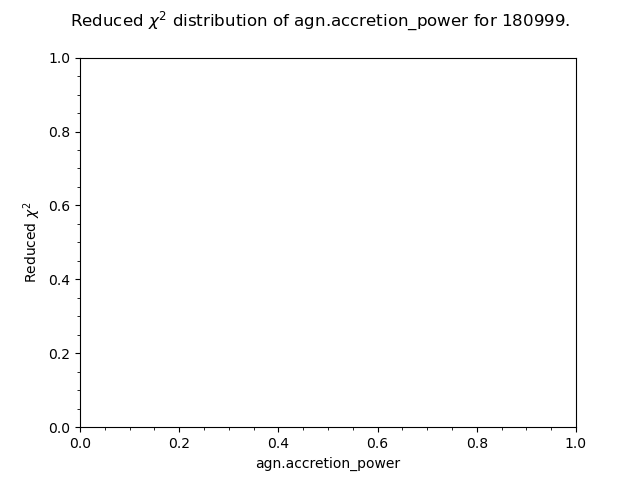 Reduced χ² distribution of agn.accretion_power for 180999.
1.0
0.8
0.6
0.4
0.2
0.0
Reduced χ²
0.0 0.2 0.4 0.6 0.8 1.0
agn.accretion_power